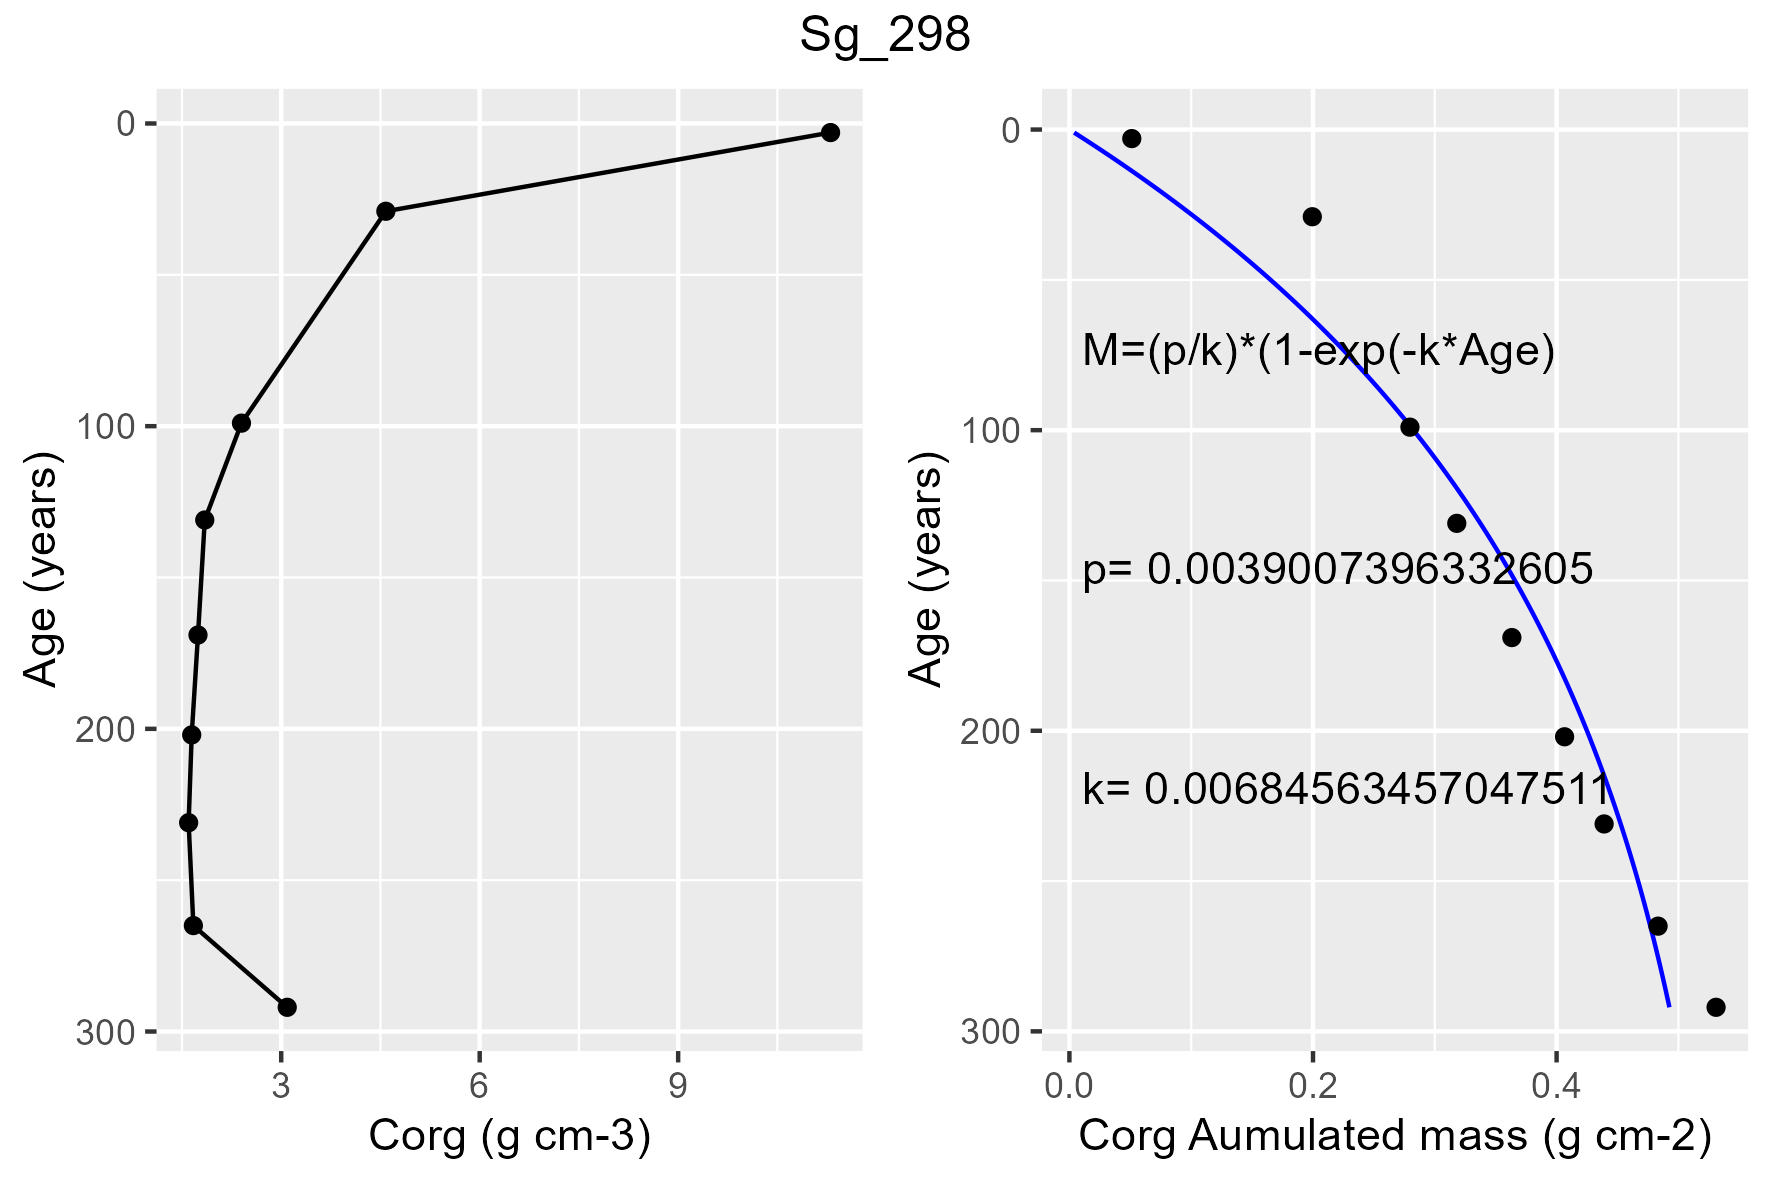 Sg_298
0
100
200
300
Age (years)
3
6
9
Corg (g cm-3)
0
100
200
300
Age (years)
M=(p/k)*(1-exp(-k*Age)
p= 0.0039007396332605
k= 0.00684563457047511
0.0
0.2
0.4
Corg Aumulated mass (g cm-2)